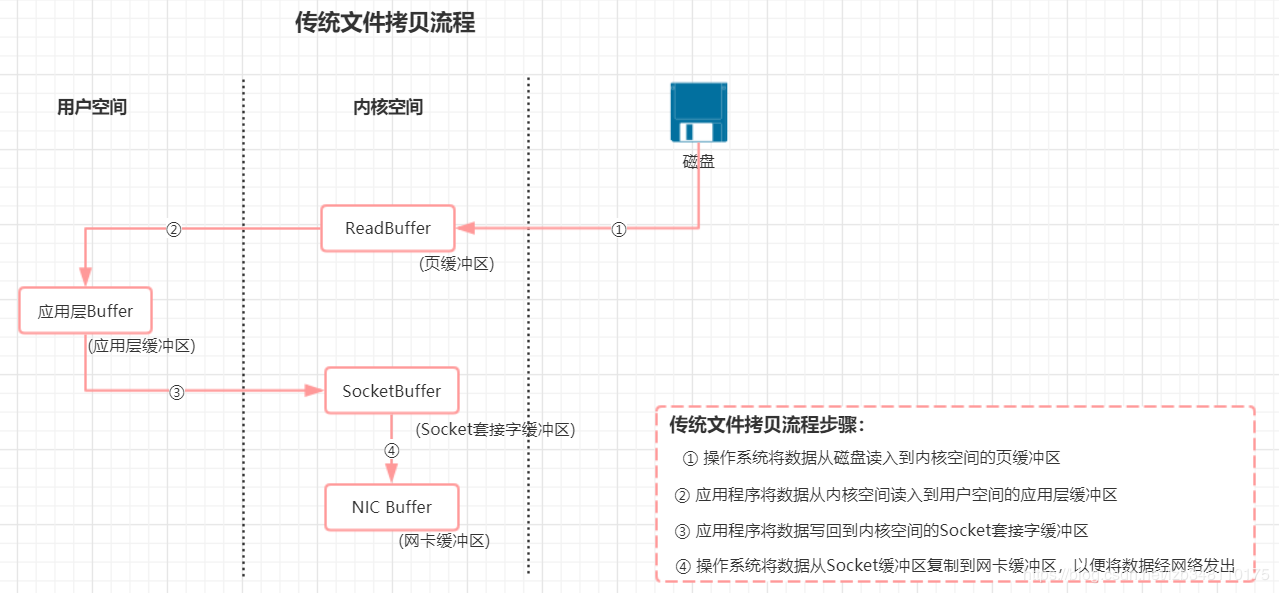 传统文件拷贝流程
用户空间
内核空间
磁盘
ReadBuffer
①
②
(页缓冲区)
应用层Buffer
(应用层缓冲区)
③
SocketBuffer
(Socket套接字缓冲区)
④
NIC Buffer
(网卡缓冲区)
传统文件拷贝流程步骤：
① 操作系统将数据从磁盘读入到内核空间的页缓冲区
② 应用程序将数据从内核空间读入到用户空间的应用层缓冲区
③ 应用程序将数据写回到内核空间的Socket套接字缓冲区
④ 操作系统将数据从Socket缓冲区复制到网卡缓冲区，以便将数据经网络发出